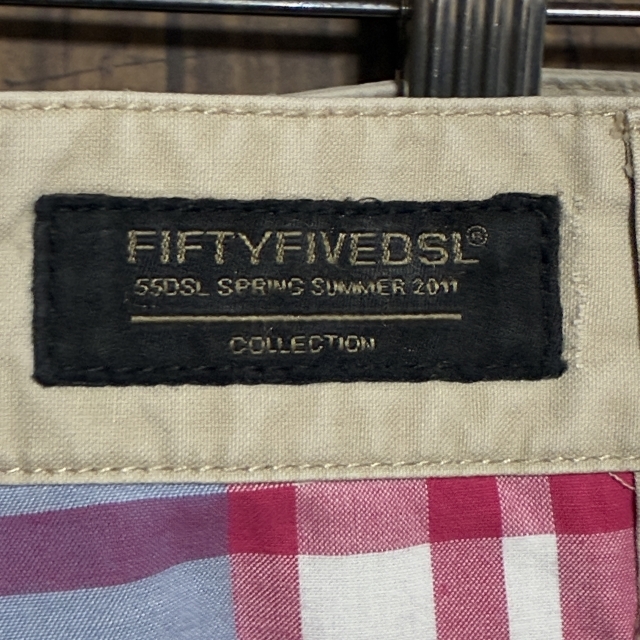 FIFTYFIVEDSL®
55DSL SPRING SUMMER 2011
COLLECTION